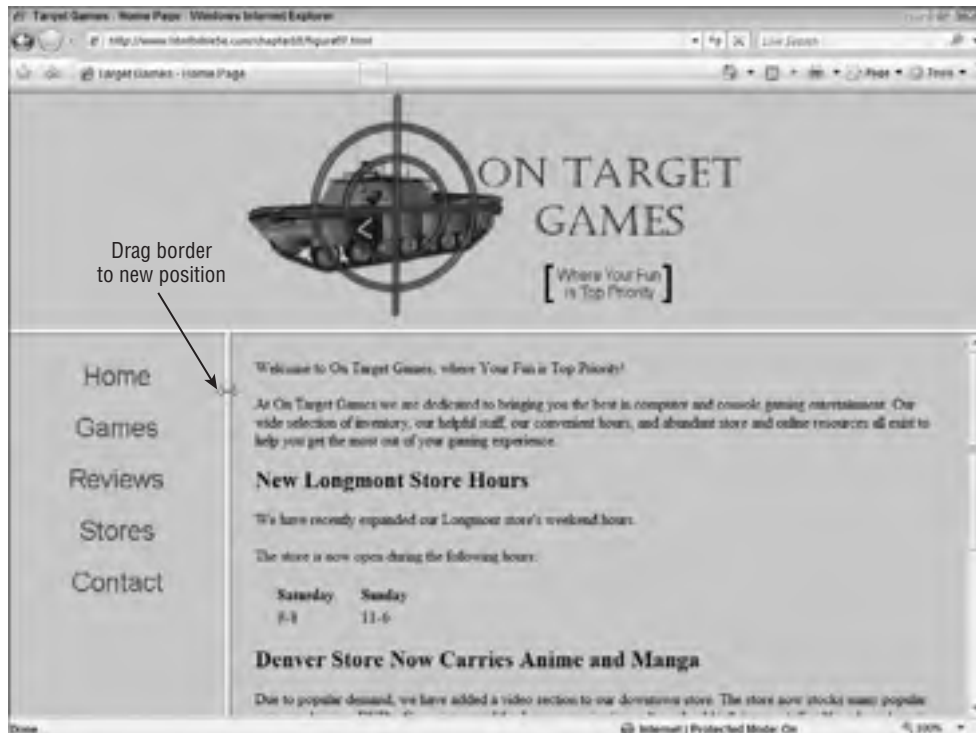 Target Games - Home Page - Windows Internet Explorer
Live Search
Target Games - Home Page
Page
Tools
ON TARGET
GAMES
Where Your Fun
is Top Priority
Drag border
to new position
Home
Games
Reviews
Stores
Contact
Welcome to On Target Games, where Your Fun is Top Priority!
At On Target Games we are dedicated to bringing you the best in computer and console gaming entertainment. Our
wide selection of inventory, our helpful staff, our convenient hours, and abundant store and online resources all exist to
help you get the most out of your gaming experience.
New Longmont Store Hours
We have recently expanded our Longmont store's weekend hours.
The store is now open during the following hours:
Saturday Sunday
11-6
Denver Store Now Carries Anime and Manga
Due to popular demand, we have added a video section to our downtown store. The store now stocks many popular
Done
Internet | Protected Mode: On
100%